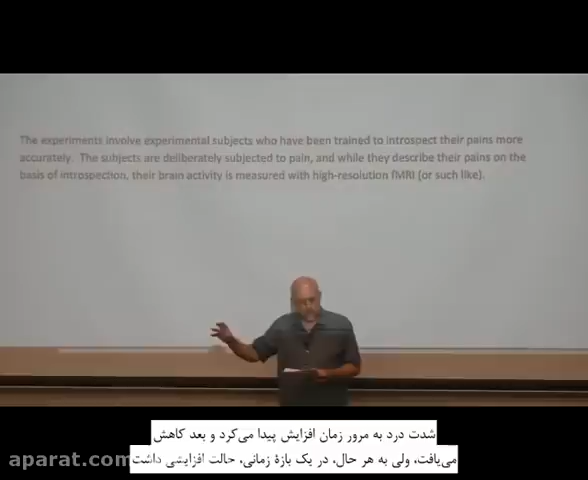 The experiments involve experimental subjects who have been trained to introspect their pains more
accurately. The subjects are deliberately subjected to pain, and while they describe their pains on the
basis of introspection, their brain activity is measured with high-resolution fMRI (or such like).
شدت درد به مرور زمان افزایش پیدا می‌کرد و بعد کاهش
می‌یافت، ولی به هر حال، در یک بازهٔ زمانی، حالت افزایشی داشت
aparat.com